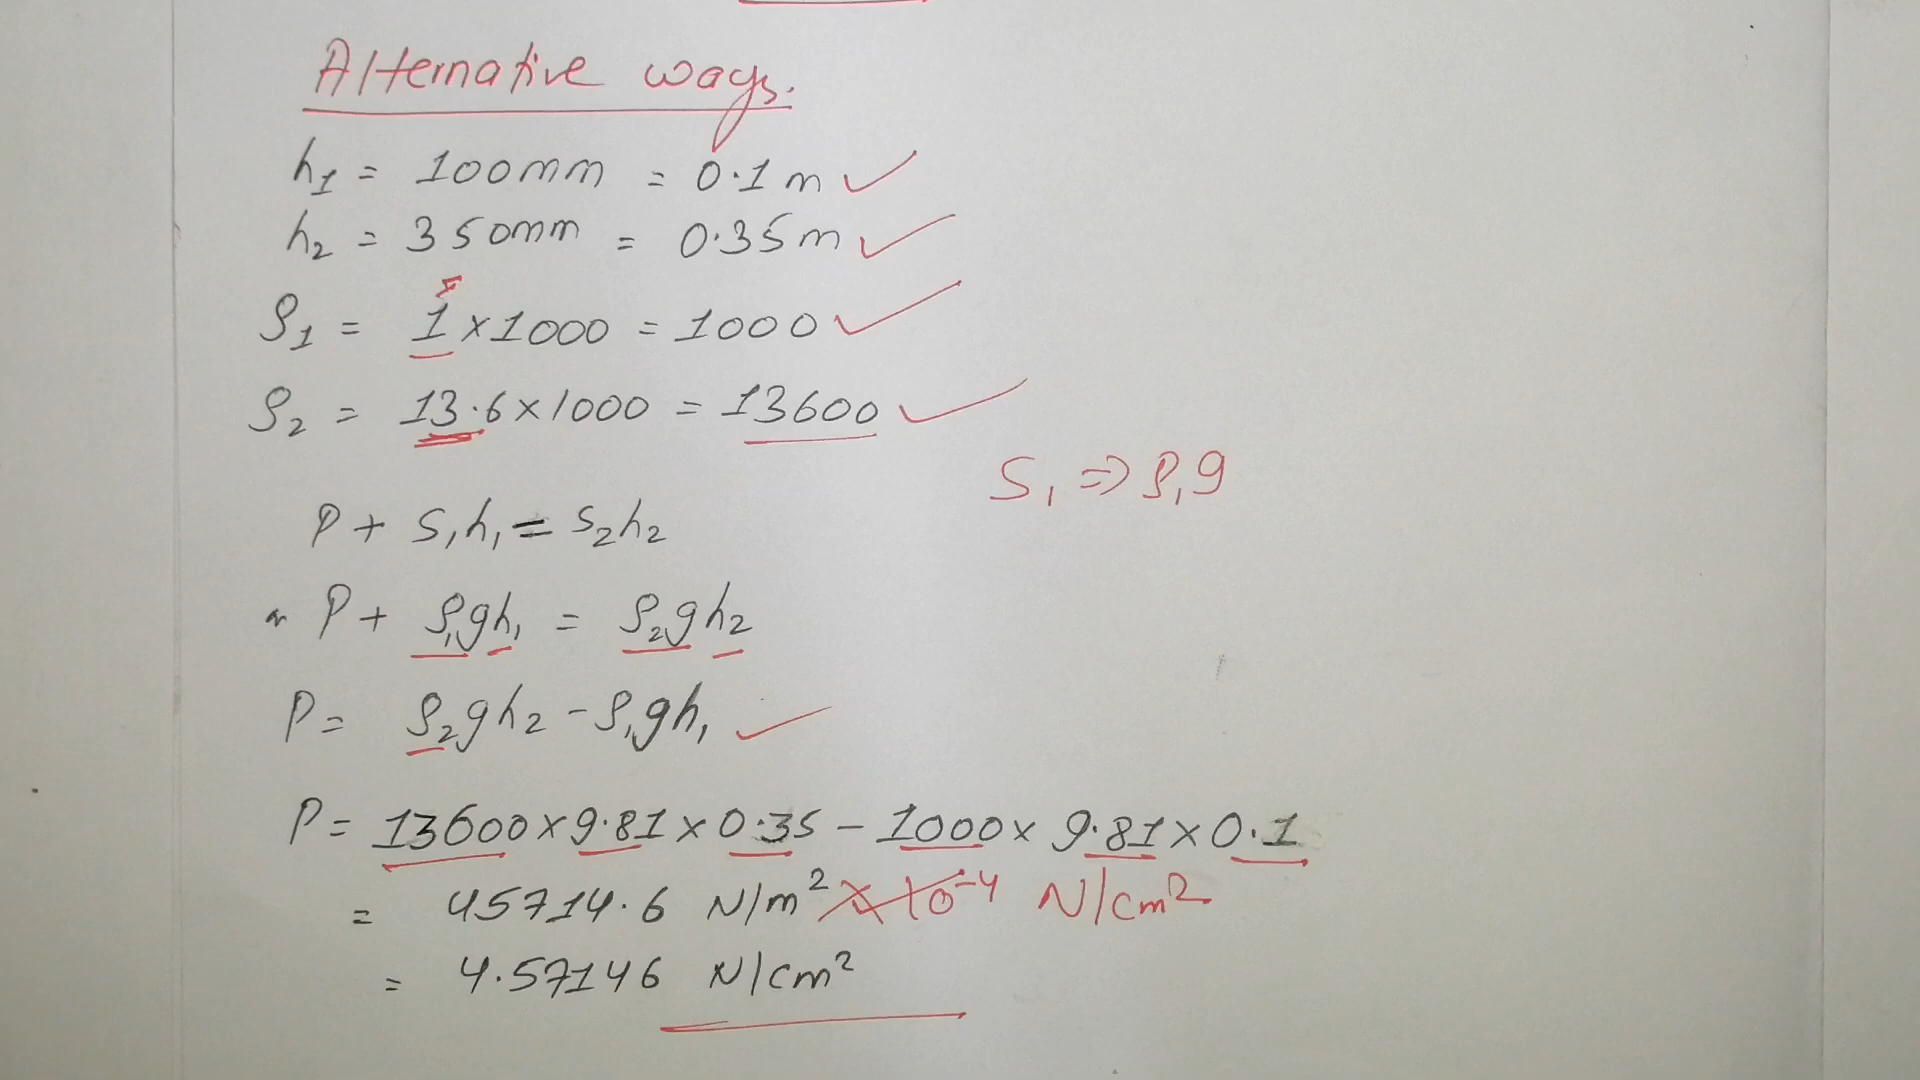 Alternative ways.
h₁ = 100mm = 0.1m ✓
h₂ = 350mm = 0.35m ✓
ρ₁ = 1 × 1000 = 1000 ✓
ρ₂ = 13.6 × 1000 = 13600 ✓
S₁ ⇒ ρ₁g
P + S₁h₁ = S₂h₂
P + ρ₁gh₁ = ρ₂gh₂
P = ρ₂gh₂ - ρ₁gh₁ ✓
P = 13600 × 9.81 × 0.35 - 1000 × 9.81 × 0.1
= 45714.6 N/m² × 10⁻⁴ N/cm²
= 4.57146 N/cm²